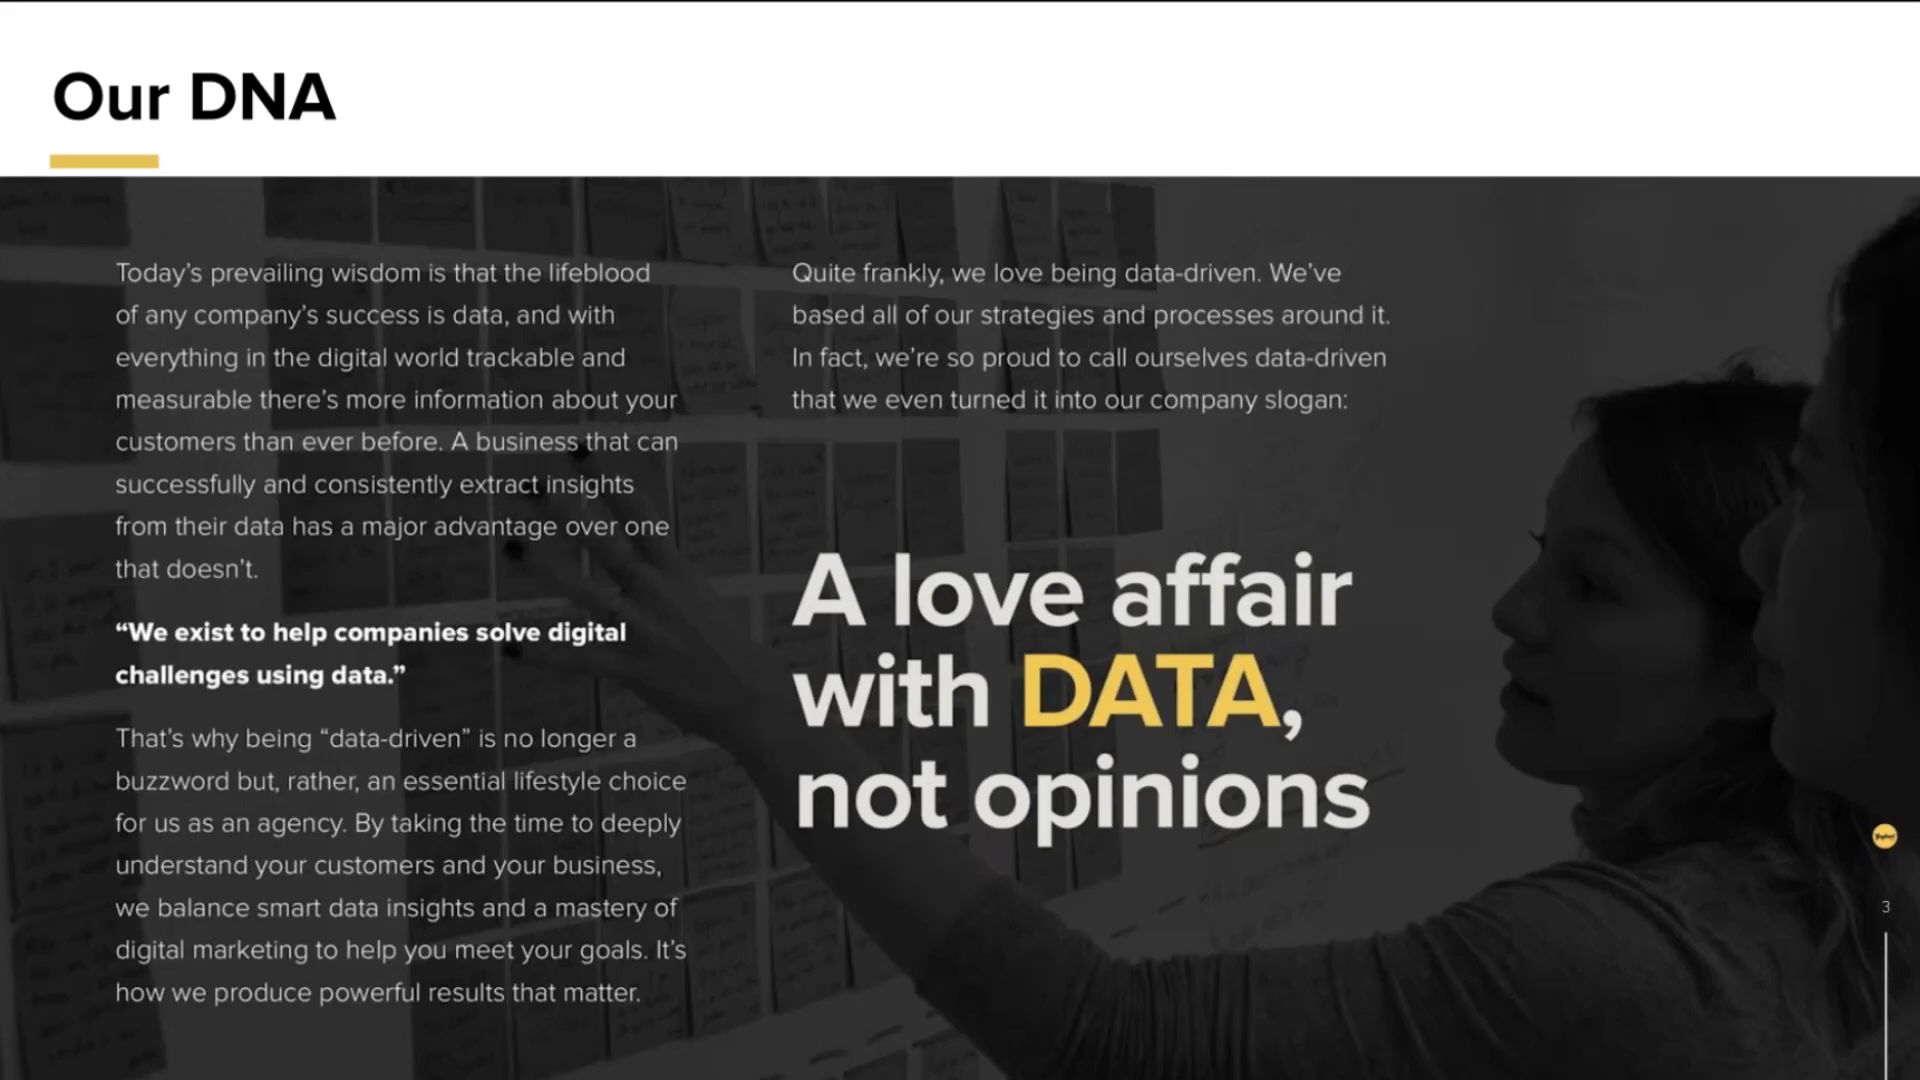 Our DNA
Today’s prevailing wisdom is that the lifeblood
of any company’s success is data, and with
everything in the digital world trackable and
measurable there’s more information about your
customers than ever before. A business that can
successfully and consistently extract insights
from their data has a major advantage over one
that doesn’t.
“We exist to help companies solve digital
challenges using data.”
That’s why being “data-driven” is no longer a
buzzword but, rather, an essential lifestyle choice
for us as an agency. By taking the time to deeply
understand your customers and your business,
we balance smart data insights and a mastery of
digital marketing to help you meet your goals. It’s
how we produce powerful results that matter.
Quite frankly, we love being data-driven. We’ve
based all of our strategies and processes around it.
In fact, we’re so proud to call ourselves data-driven
that we even turned it into our company slogan:
A love affair
with DATA,
not opinions
3